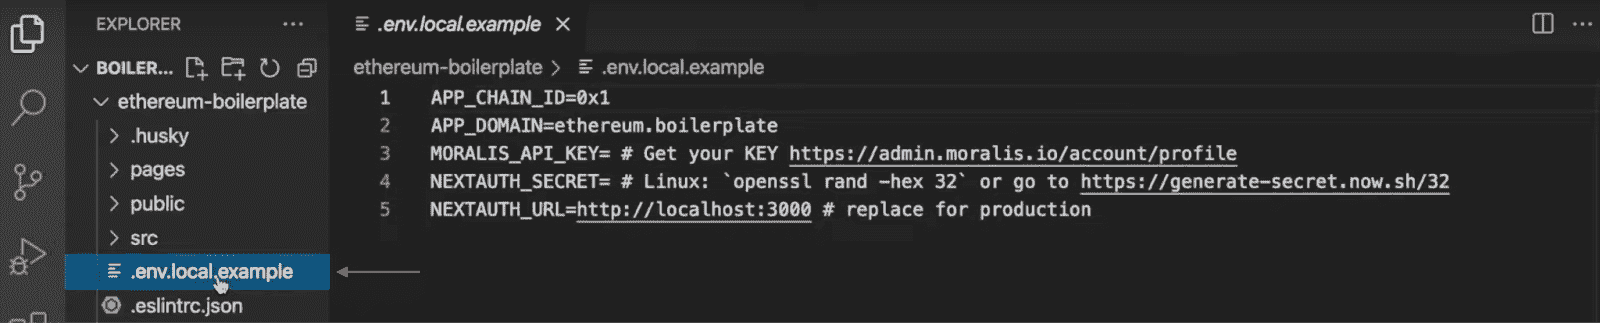 EXPLORER ...
.env.local.example
...
BOILER...
ethereum-boilerplate
.husky
pages
public
src
.env.local.example
.eslintrc.json
ethereum-boilerplate > .env.local.example
1 APP_CHAIN_ID=0x1
2 APP_DOMAIN=ethereum.boilerplate
3 MORALIS_API_KEY= # Get your KEY https://admin.moralis.io/account/profile
4 NEXTAUTH_SECRET= # Linux: `openssl rand -hex 32` or go to https://generate-secret.now.sh/32
5 NEXTAUTH_URL=http://localhost:3000 # replace for production